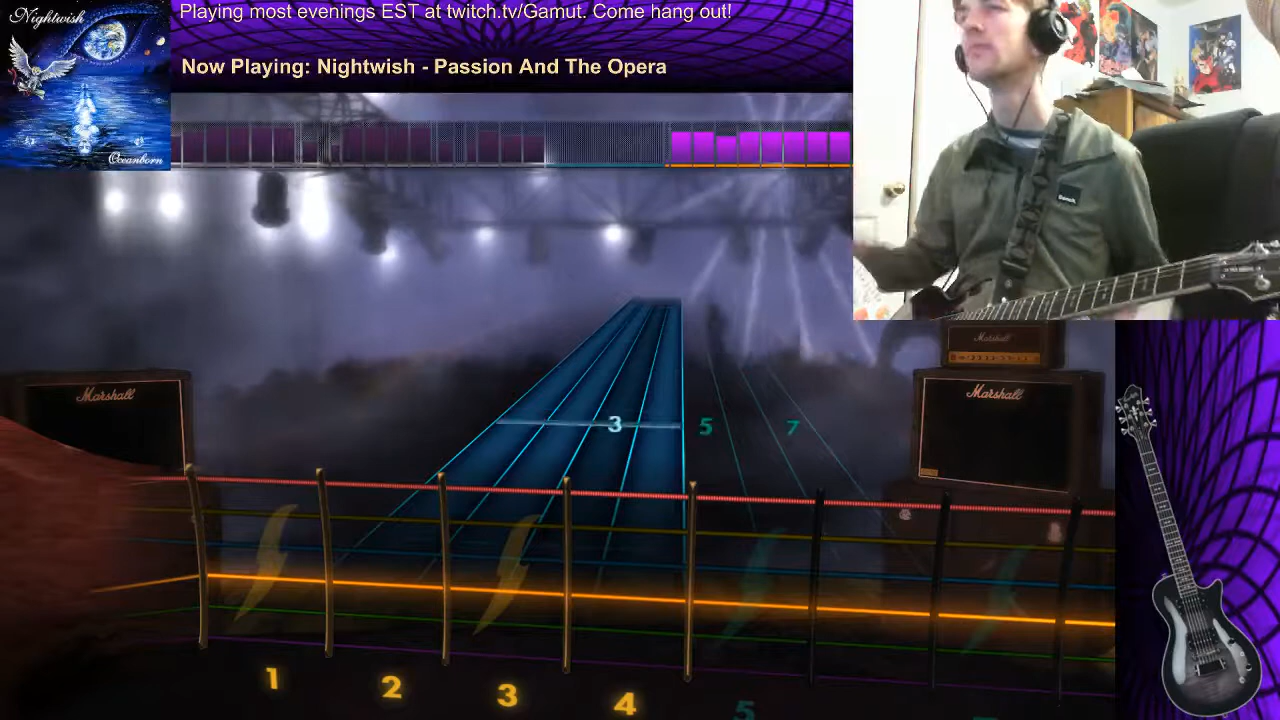 Nightwish
Oceanborn
Playing most evenings EST at twitch.tv/Gamut. Come hang out!
Now Playing: Nightwish - Passion And The Opera
Marshall
Marshall
Marshall
3 5 7
1 2 3 4 5